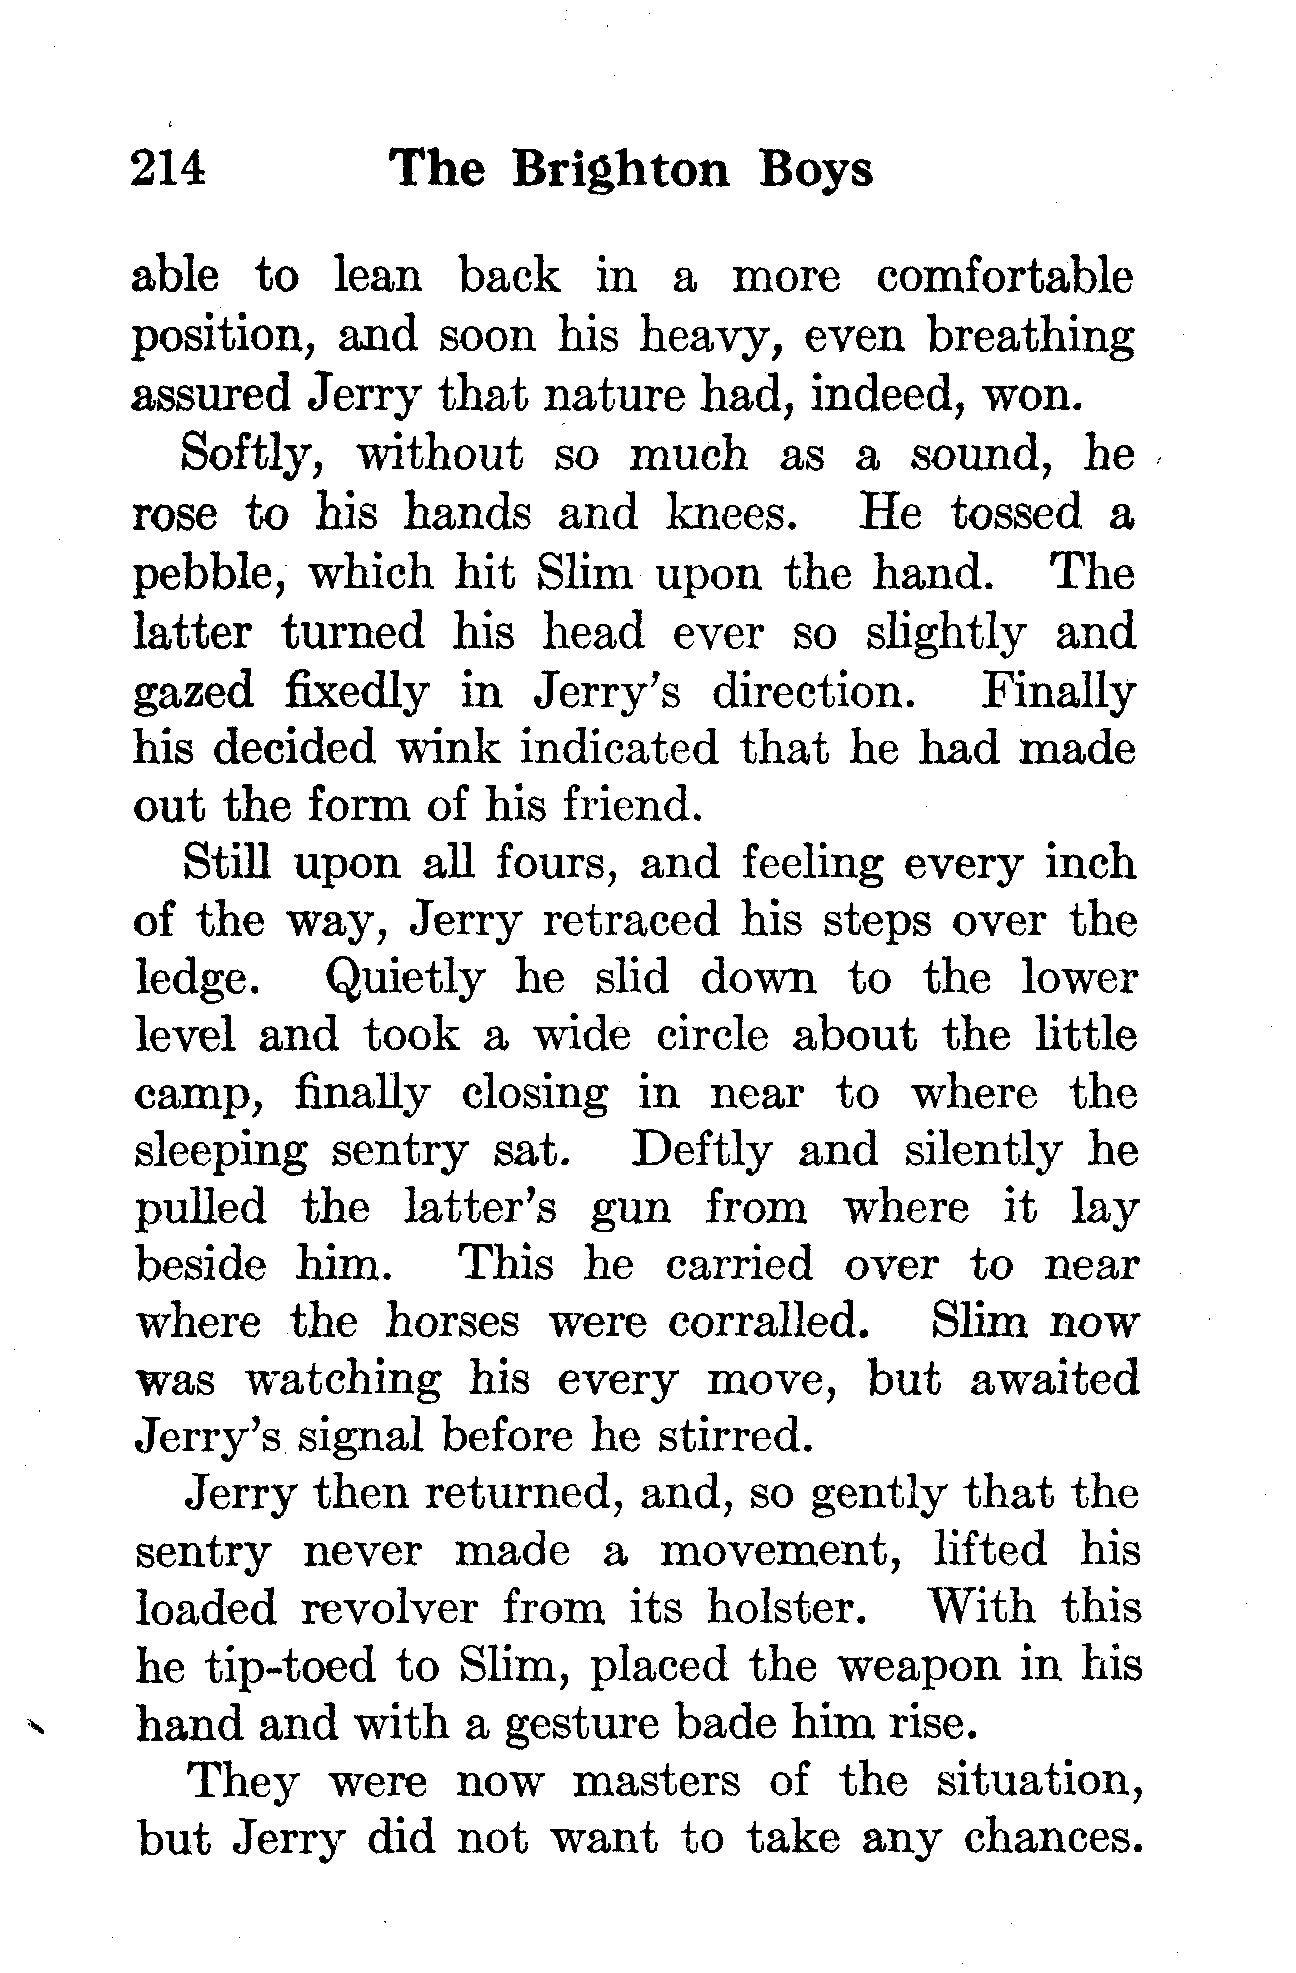 214 The Brighton Boys
able to lean back in a more comfortable
position, and soon his heavy, even breathing
assured Jerry that nature had, indeed, won.
Softly, without so much as a sound, he
rose to his hands and knees. He tossed a
pebble, which hit Slim upon the hand. The
latter turned his head ever so slightly and
gazed fixedly in Jerry's direction. Finally
his decided wink indicated that he had made
out the form of his friend.
Still upon all fours, and feeling every inch
of the way, Jerry retraced his steps over the
ledge. Quietly he slid down to the lower
level and took a wide circle about the little
camp, finally closing in near to where the
sleeping sentry sat. Deftly and silently he
pulled the latter's gun from where it lay
beside him. This he carried over to near
where the horses were corralled. Slim now
was watching his every move, but awaited
Jerry's signal before he stirred.
Jerry then returned, and, so gently that the
sentry never made a movement, lifted his
loaded revolver from its holster. With this
he tip-toed to Slim, placed the weapon in his
hand and with a gesture bade him rise.
They were now masters of the situation,
but Jerry did not want to take any chances.